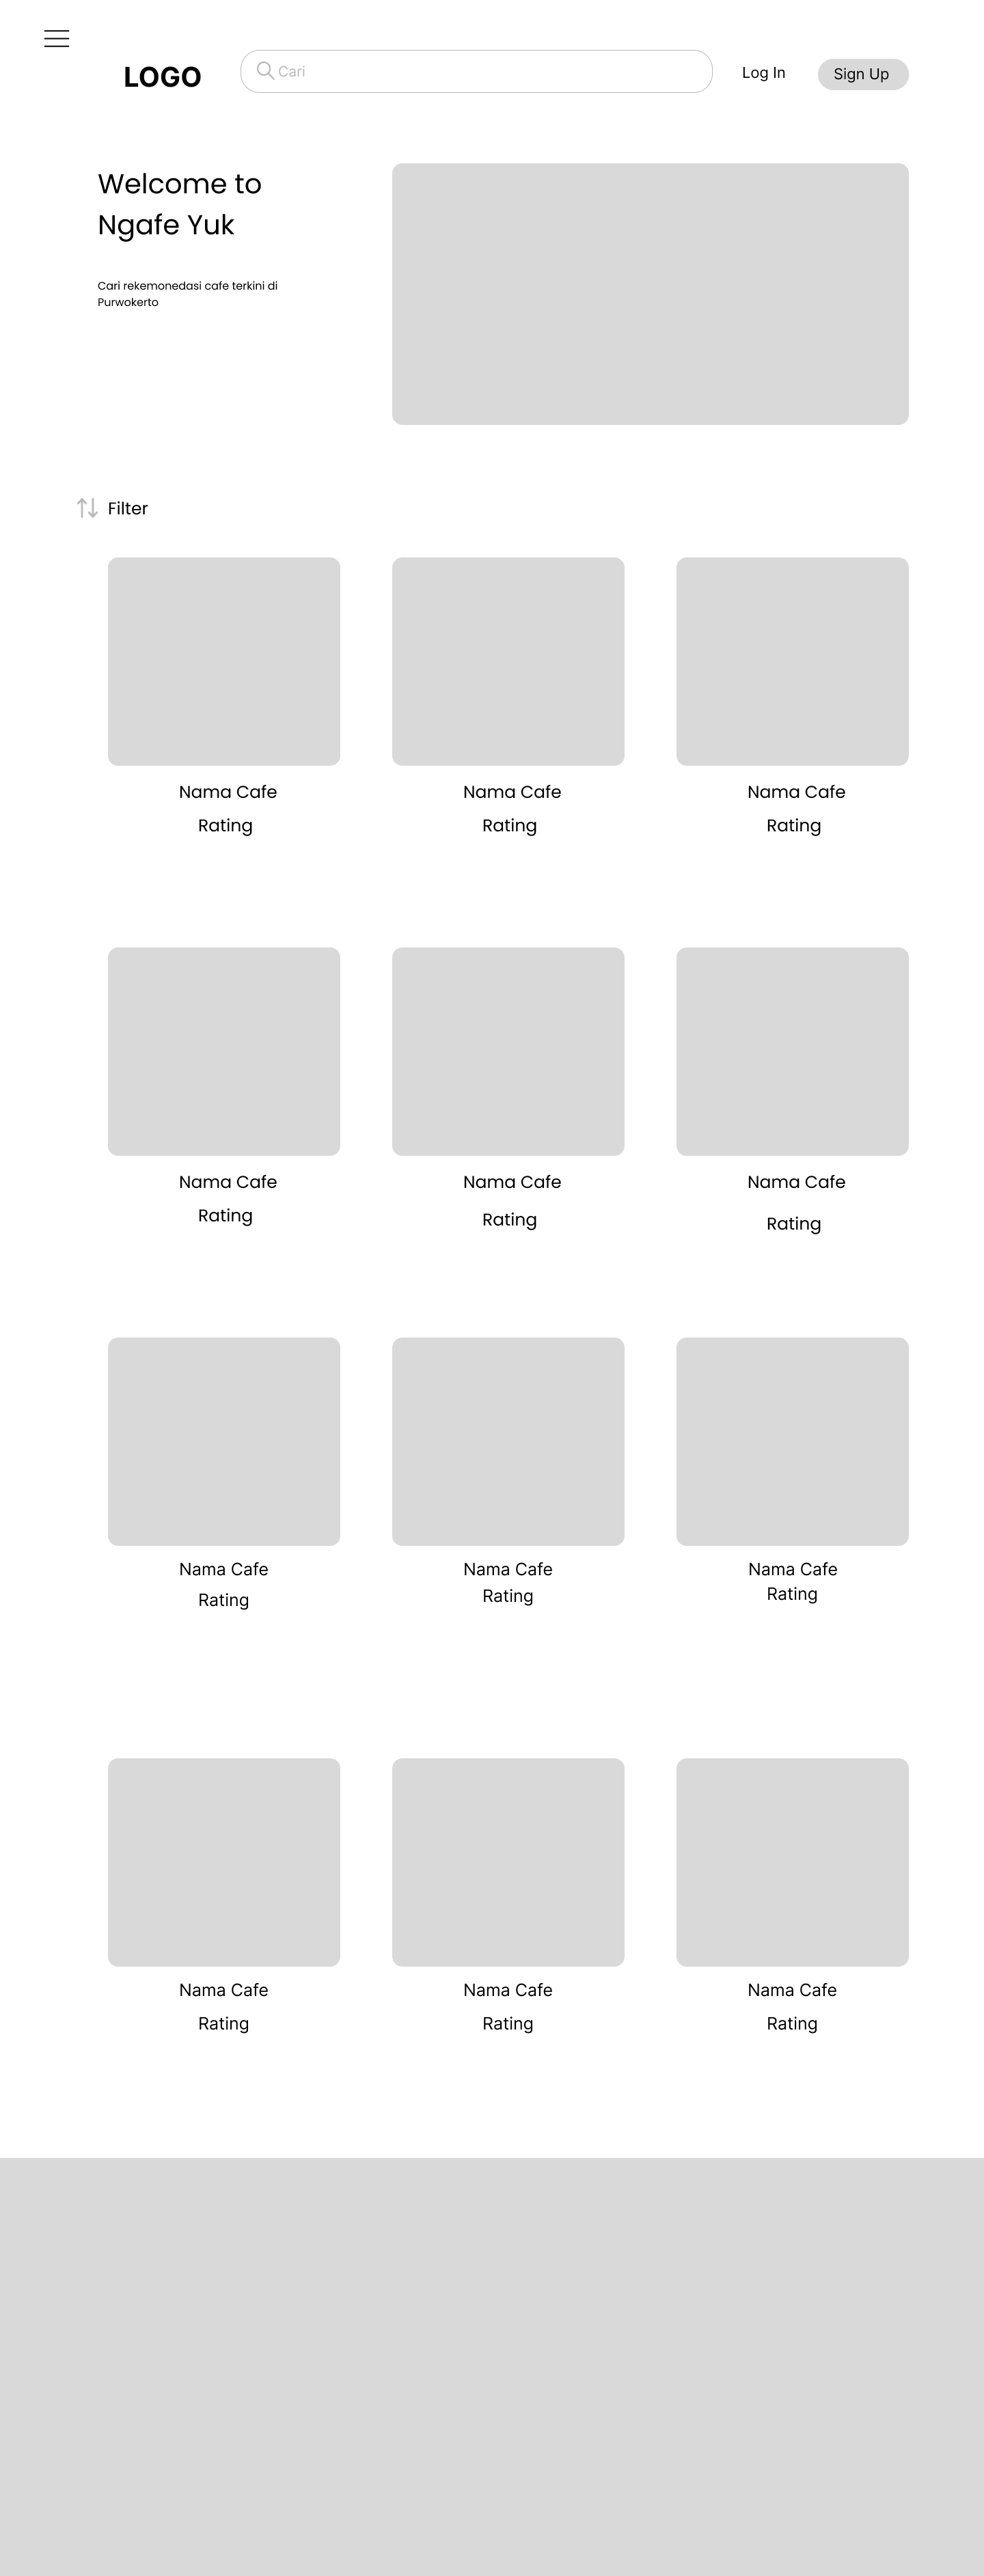 LOGO
Cari
Log In
Sign Up
Welcome to
Ngafe Yuk
Cari rekemonedasi cafe terkini di
Purwokerto
Filter
Nama Cafe
Nama Cafe
Nama Cafe
Rating
Rating
Rating
Nama Cafe
Nama Cafe
Nama Cafe
Rating
Rating
Rating
Nama Cafe
Nama Cafe
Nama Cafe
Rating
Rating
Rating
Nama Cafe
Nama Cafe
Nama Cafe
Rating
Rating
Rating